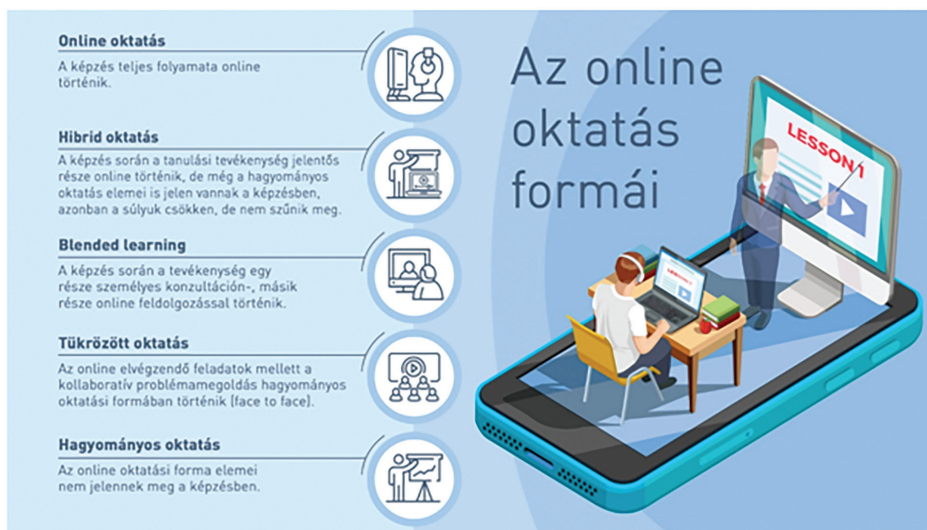 Online oktatás
A képzés teljes folyamata online
történik.
Hibrid oktatás
A képzés során a tanulási tevékenység jelentős
része online történik, de még a hagyományos
oktatás elemei is jelen vannak a képzésben,
azonban a súlyuk csökken, de nem szűnik meg.
Blended learning
A képzés során a tevékenység egy
része személyes konzultáción-, másik
része online feldolgozással történik.
Tükrözött oktatás
Az online elvégzendő feladatok mellett a
kollaboratív problémamegoldás hagyományos
oktatási formában történik (face to face).
Hagyományos oktatás
Az online oktatási forma elemei
nem jelennek meg a képzésben.
Az online
oktatás
formái
LESSON 1
LESSON 1